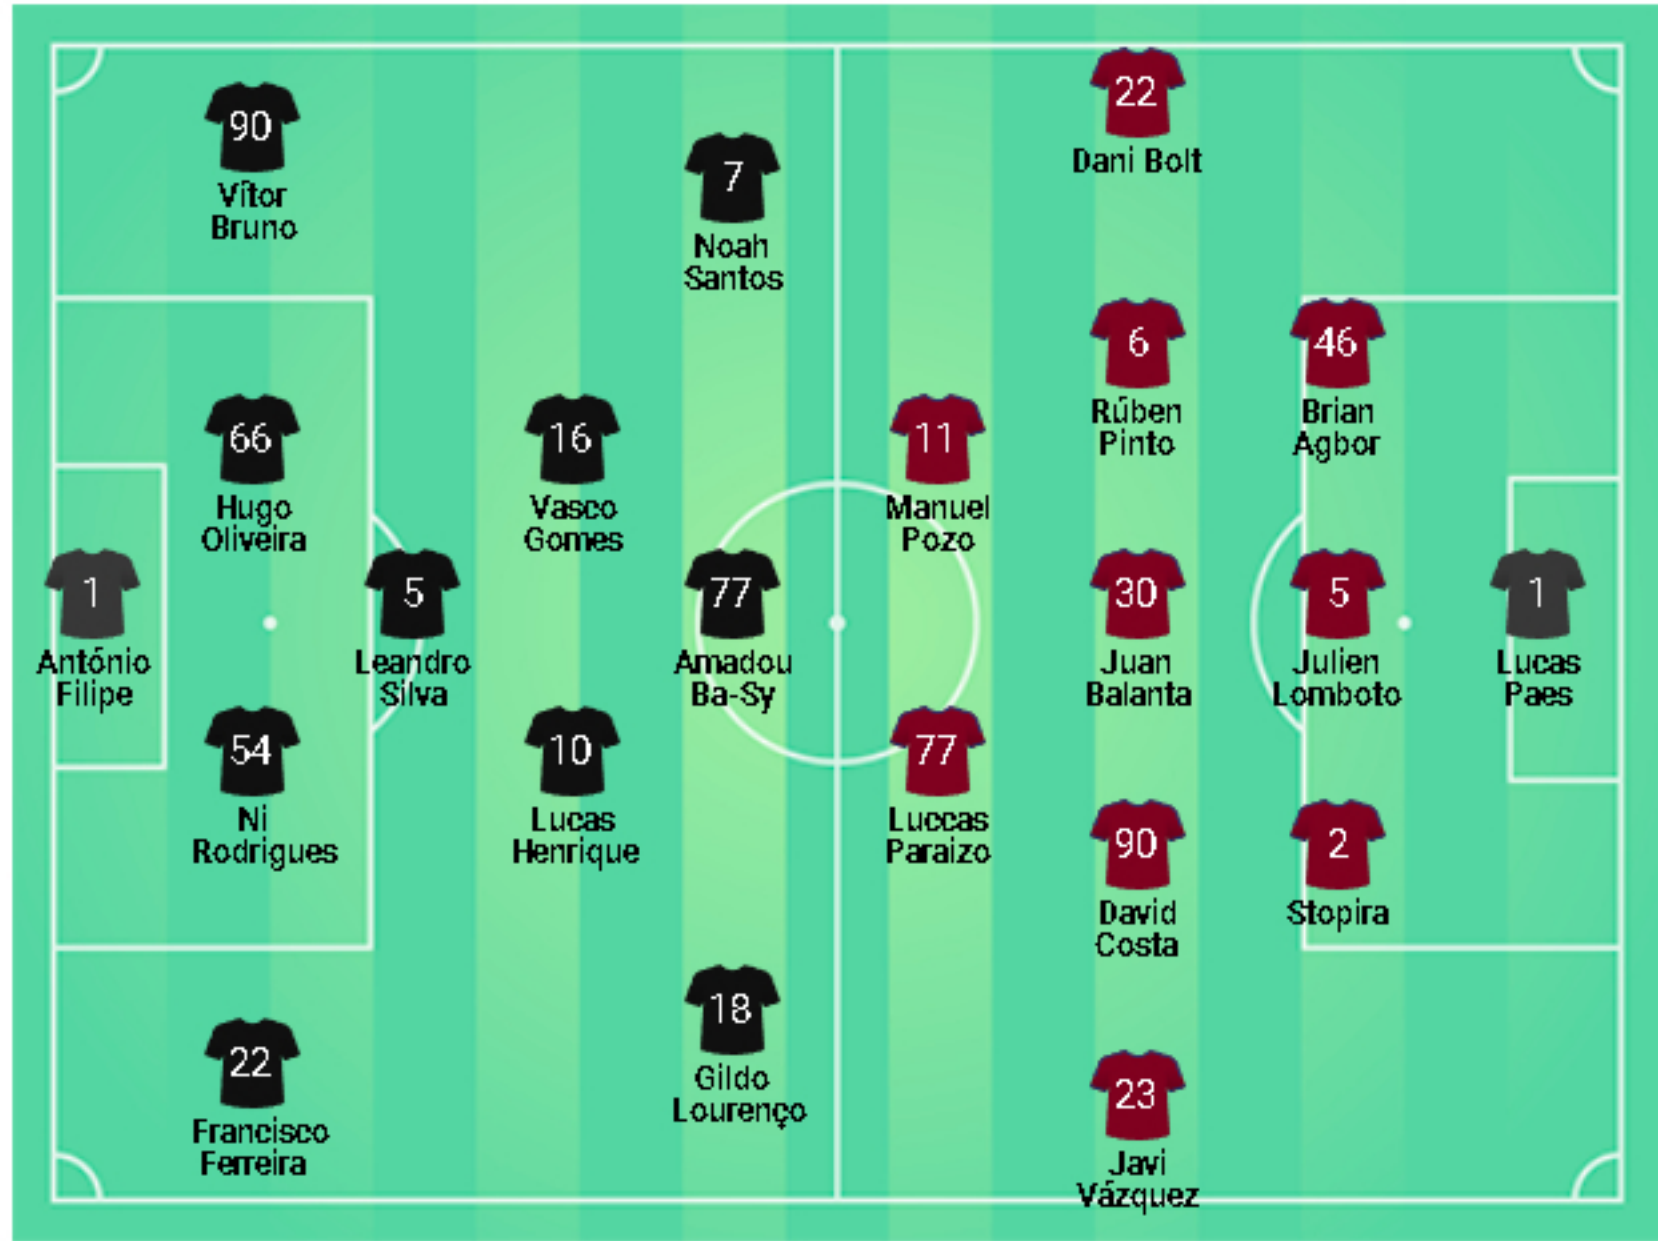 90
Vítor
Bruno
7
Noah
Santos
22
Dani Bolt
66
Hugo
Oliveira
16
Vasco
Gomes
11
Manuel
Pozo
6
Rúben
Pinto
46
Brian
Agbor
1
António
Filipe
5
Leandro
Silva
77
Amadou
Ba-Sy
30
Juan
Balanta
5
Julien
Lomboto
1
Lucas
Paes
54
Ni
Rodrigues
10
Lucas
Henrique
77
Luccas
Paraizo
90
David
Costa
2
Stopira
22
Francisco
Ferreira
18
Gildo
Lourenço
23
Javi
Vázquez